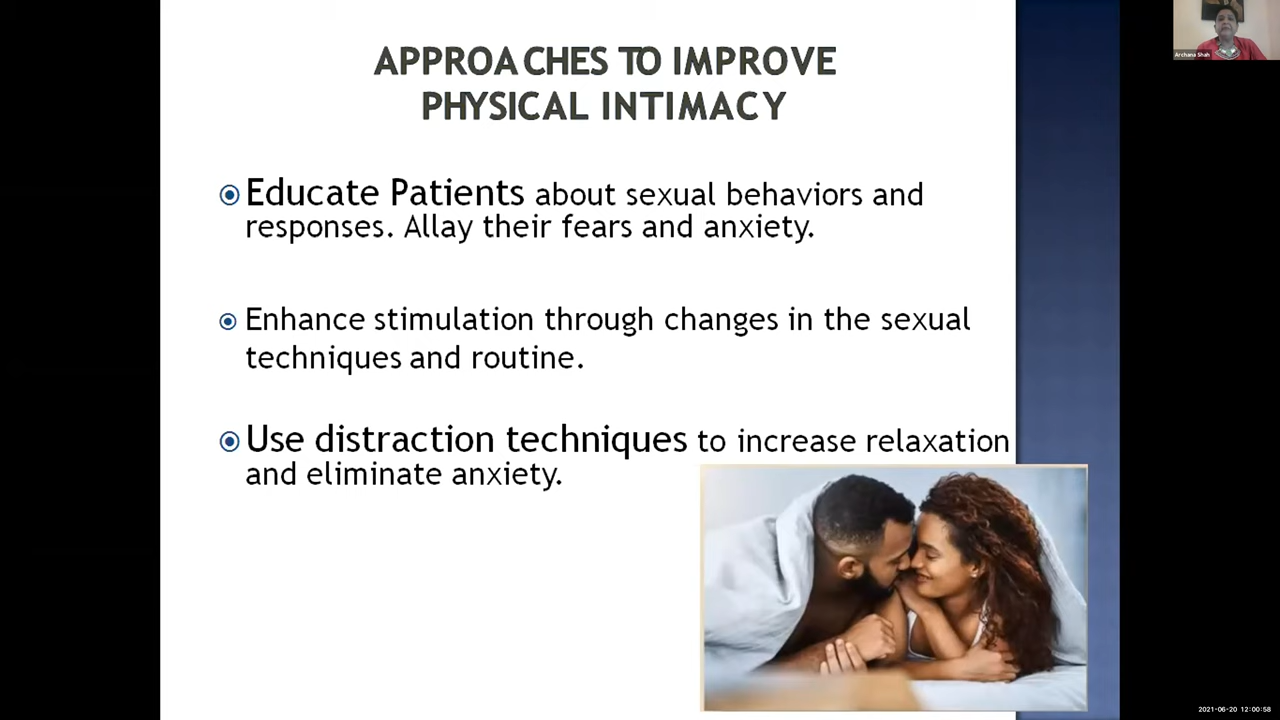 Archana Shah
APPROACHES TO IMPROVE
PHYSICAL INTIMACY
Educate Patients about sexual behaviors and
responses. Allay their fears and anxiety.
Enhance stimulation through changes in the sexual
techniques and routine.
Use distraction techniques to increase relaxation
and eliminate anxiety.
2021-06-20 12:00:58